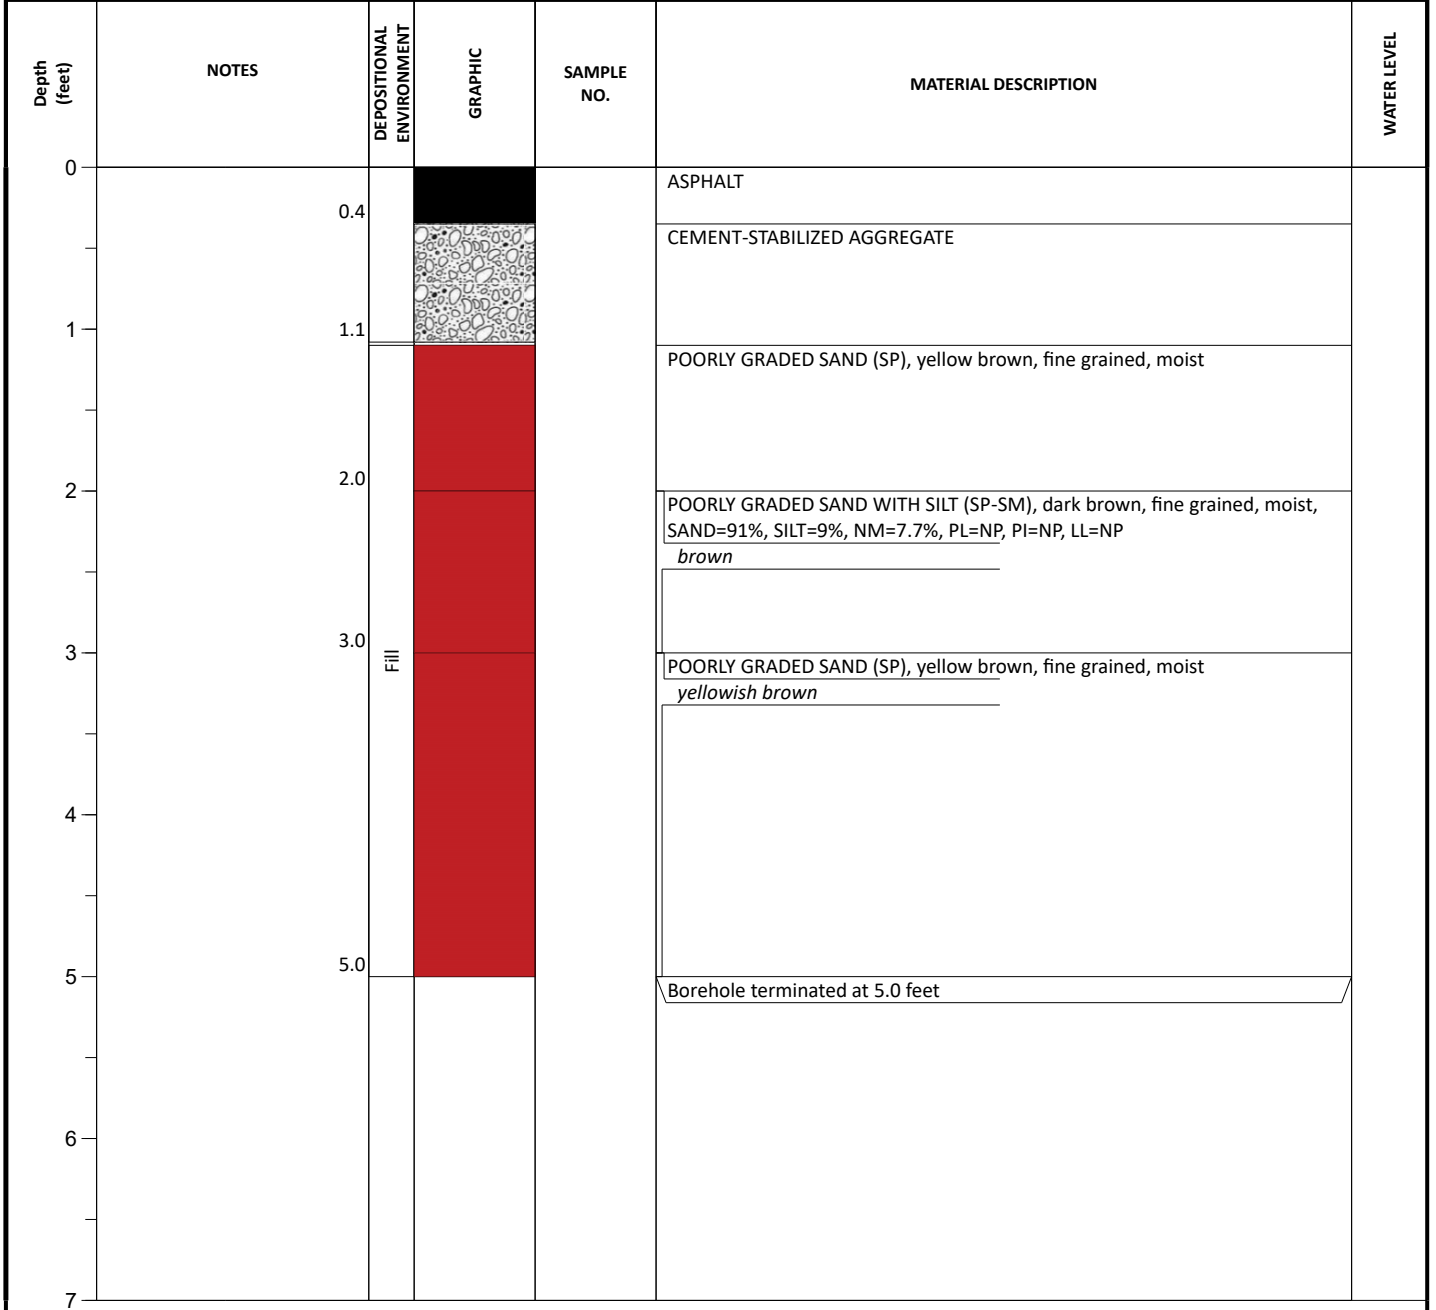 Depth
(feet)
NOTES
DEPOSITIONAL
ENVIRONMENT
GRAPHIC
SAMPLE
NO.
MATERIAL DESCRIPTION
WATER LEVEL
0
ASPHALT
0.4
CEMENT-STABILIZED AGGREGATE
1
1.1
POORLY GRADED SAND (SP), yellow brown, fine grained, moist
2.0
2
POORLY GRADED SAND WITH SILT (SP-SM), dark brown, fine grained, moist,
SAND=91%, SILT=9%, NM=7.7%, PL=NP, PI=NP, LL=NP
brown
3.0
3
Fill
POORLY GRADED SAND (SP), yellow brown, fine grained, moist
yellowish brown
4
5.0
5
Borehole terminated at 5.0 feet
6
7